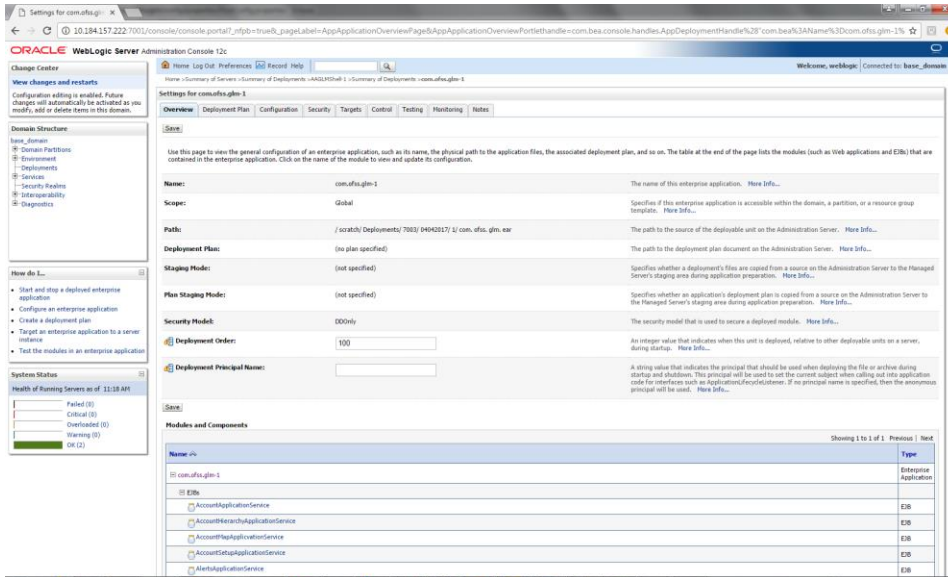 Settings for com.ofss.glm
10.184.157.222:7001/console/console.portal?_nfpb=true&_pageLabel=AppApplicationOverviewPage&AppApplicationOverviewPortlethandle=com.bea.console.handles.AppDeploymentHandle%28"com.bea%3AName%3Dcom.ofss.glm-1%
ORACLE WebLogic Server Administration Console 12c
Change Center
View changes and restarts
Configuration editing is enabled. Future
changes will automatically be activated as you
modify, add or delete items in this domain.
Domain Structure
base_domain
Domain Partitions
Environment
Deployments
Services
Security Realms
Interoperability
Diagnostics
How do I...
Start and stop a deployed enterprise
application
Configure an enterprise application
Create a deployment plan
Target an enterprise application to a server
instance
Test the modules in an enterprise application
System Status
Health of Running Servers as of 11:18 AM
Failed (0)
Critical (0)
Overloaded (0)
Warning (0)
OK (2)
Home Log Out Preferences Record Help
Welcome, weblogic Connected to: base_domain
Home >Summary of Servers >Summary of Deployments >AASLMShell-1 >Summary of Deployments >com.ofss.glm-1
Settings for com.ofss.glm-1
Overview Deployment Plan Configuration Security Targets Control Testing Monitoring Notes
Save
Use this page to view the general configuration of an enterprise application, such as its name, the physical path to the application files, the associated deployment plan, and so on. The table at the end of the page lists the modules (such as Web applications and EJBs) that are
contained in the enterprise application. Click on the name of the module to view and update its configuration.
Name: com.ofss.glm-1 The name of this enterprise application. More Info...
Scope: Global Specifies if this enterprise application is accessible within the domain, a partition, or a resource group
template. More Info...
Path: / scratch/ Deployments/ 7003/ 04042017/ 1/ com. ofss. glm. ear The path to the source of the deployable unit on the Administration Server. More Info...
Deployment Plan: (no plan specified) The path to the deployment plan document on the Administration Server. More Info...
Staging Mode: (not specified) Specifies whether a deployment's files are copied from a source on the Administration Server to the Managed
Server's staging area during application preparation. More Info...
Plan Staging Mode: (not specified) Specifies whether an application's deployment plan is copied from a source on the Administration Server to
the Managed Server's staging area during application preparation. More Info...
Security Model: DDOnly The security model that is used to secure a deployed module. More Info...
Deployment Order: 100 An integer value that indicates when this unit is deployed, relative to other deployable units on a server,
during startup. More Info...
Deployment Principal Name: A string value that indicates the principal that should be used when deploying the file or archive during
startup and shutdown. This principal will be used to set the current subject when calling out into application
code for interfaces such as ApplicationLifecycleListener. If no principal name is specified, then the anonymous
principal will be used. More Info...
Save
Modules and Components
Showing 1 to 1 of 1 Previous | Next
Name Type
com.ofss.glm-1 Enterprise
Application
EJBs
AccountApplicationService EJB
AccountHierarchyApplicationService EJB
AccountMapApplicvationService EJB
AccountSetupApplicationService EJB
AlertsApplicationService EJB